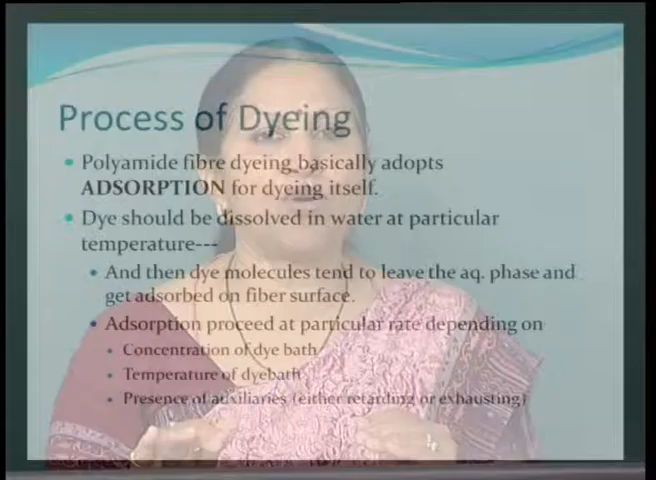 Process of Dyeing
• Polyamide fibre dyeing basically adopts
ADSORPTION for dyeing itself.
• Dye should be dissolved in water at particular
temperature---
• And then dye molecules tend to leave the aq. phase and
get adsorbed on fiber surface.
• Adsorption proceed at particular rate depending on
• Concentration of dye bath
• Temperature of dyebath
• Presence of auxiliaries (either retarding or exhausting)